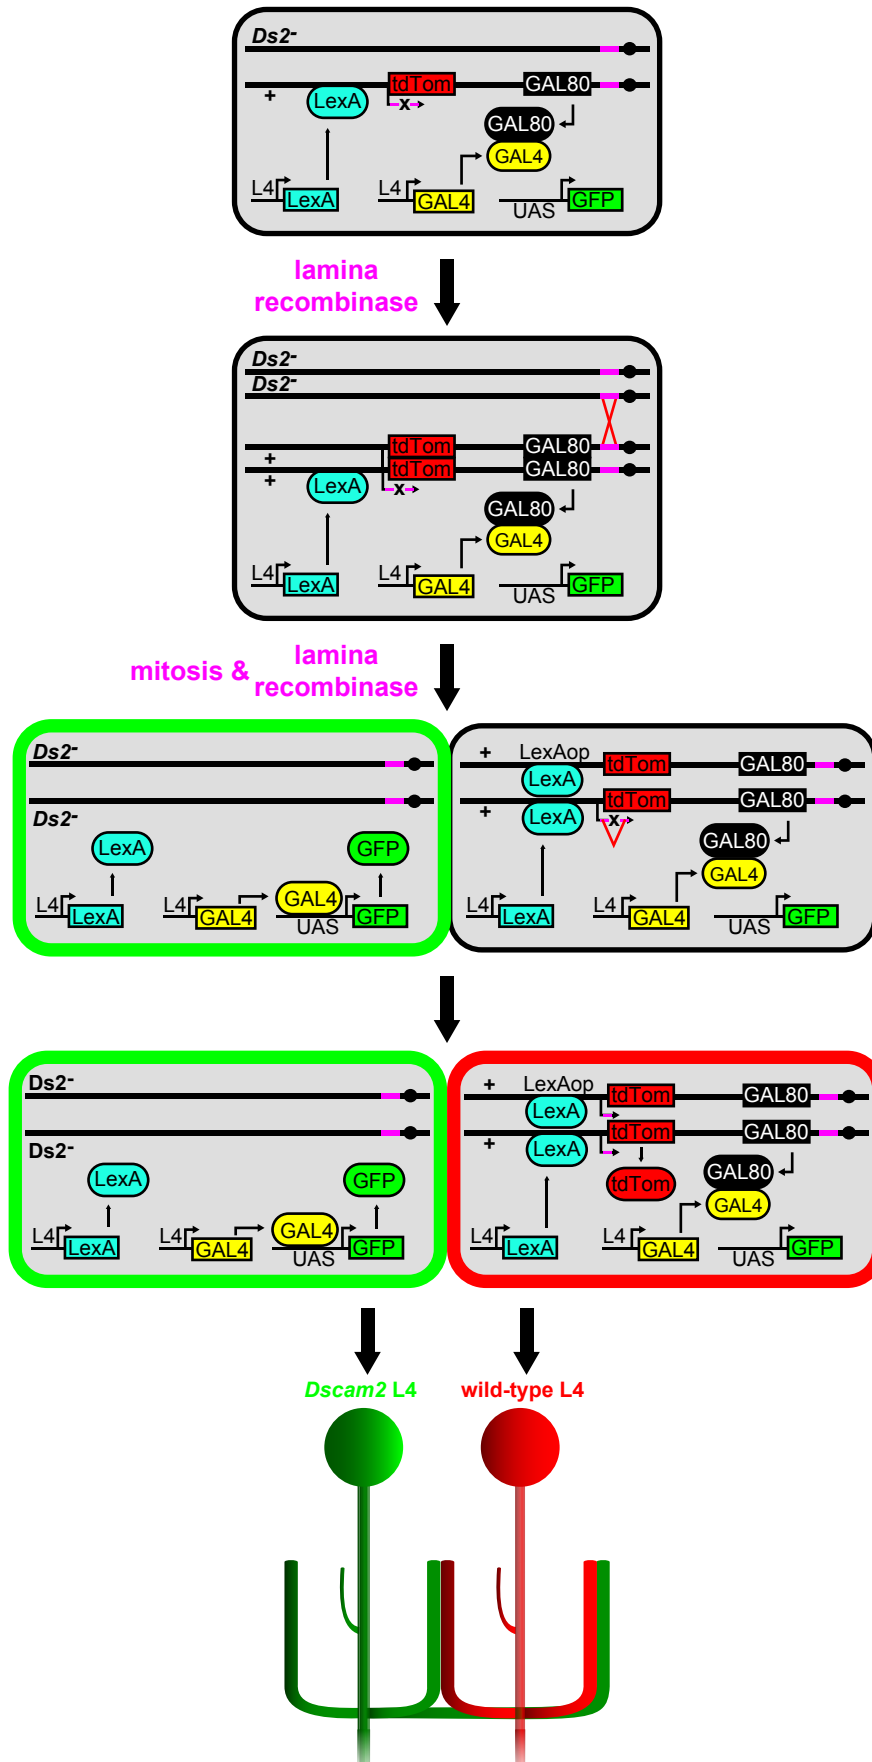 Ds2-
tdTom GAL80
+ LexA x
GAL80
GAL4
L4 L4
LexA GAL4 UAS GFP
lamina
recombinase
Ds2-
Ds2-
tdTom GAL80
+
tdTom GAL80
+
LexA x
GAL80
GAL4
L4 L4
LexA GAL4 UAS GFP
mitosis & lamina
recombinase
Ds2-
Ds2-
LexA GFP
L4 L4 GAL4
LexA GAL4 UAS GFP
+ LexAop
tdTom GAL80
LexA
tdTom GAL80
+ LexA x
GAL80
GAL4
L4 L4
LexA GAL4 UAS GFP
Ds2-
Ds2-
LexA GFP
L4 L4 GAL4
LexA GAL4 UAS GFP
+ LexAop
tdTom GAL80
LexA
tdTom GAL80
+ LexA
tdTom GAL80
GAL4
L4 L4
LexA GAL4 UAS GFP
Dscam2 L4 wild-type L4